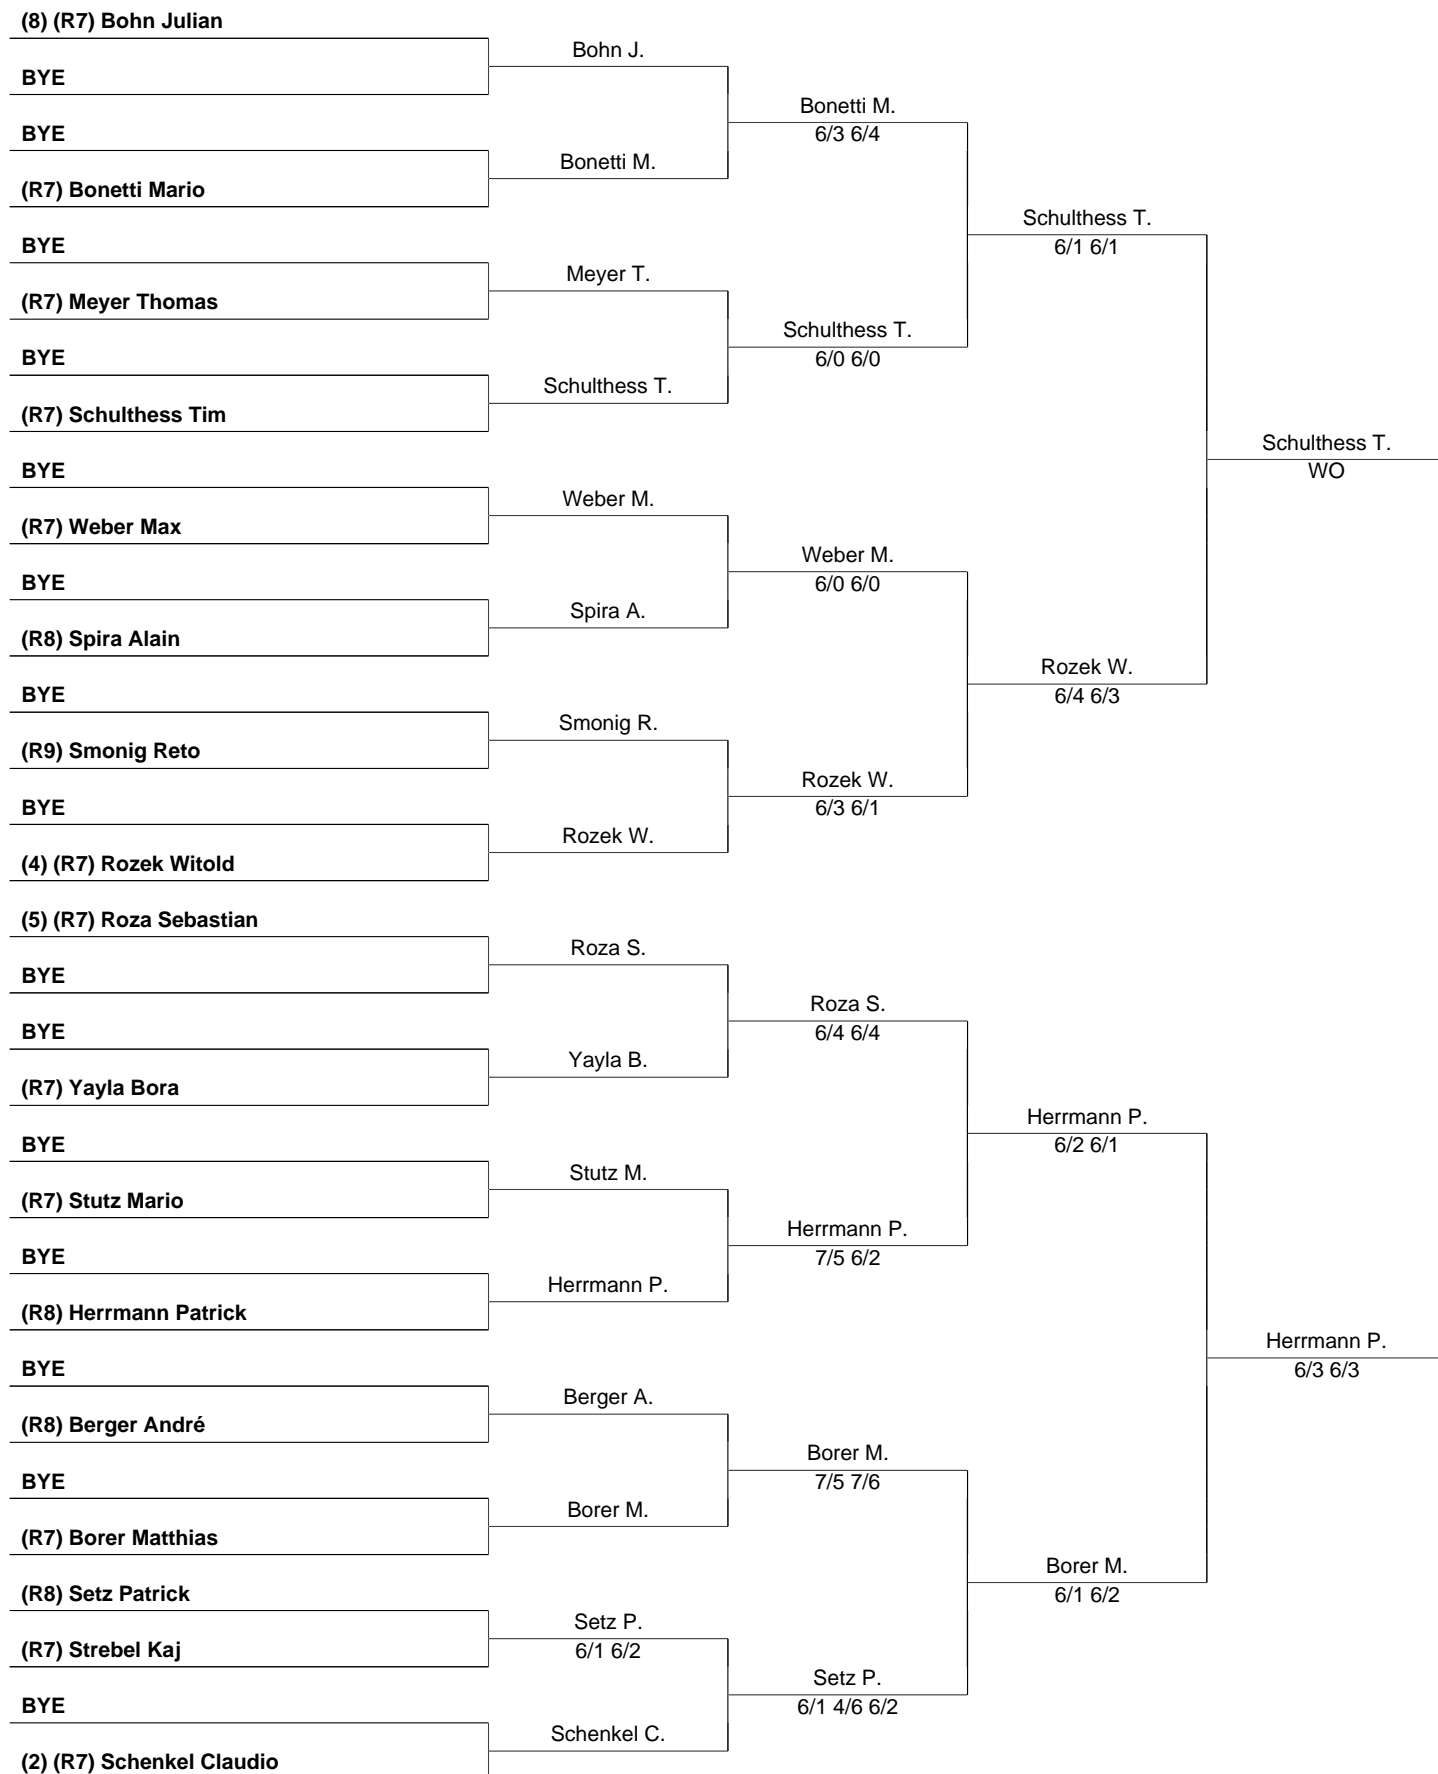 (8) (R7) Bohn Julian
Bohn J.
BYE
Bonetti M.
6/3 6/4
BYE
Bonetti M.
(R7) Bonetti Mario
Schulthess T.
6/1 6/1
BYE
Meyer T.
(R7) Meyer Thomas
Schulthess T.
6/0 6/0
BYE
Schulthess T.
(R7) Schulthess Tim
Schulthess T.
WO
BYE
Weber M.
(R7) Weber Max
Weber M.
6/0 6/0
BYE
Spira A.
(R8) Spira Alain
Rozek W.
6/4 6/3
BYE
Smonig R.
(R9) Smonig Reto
Rozek W.
6/3 6/1
BYE
Rozek W.
(4) (R7) Rozek Witold
(5) (R7) Roza Sebastian
Roza S.
BYE
Roza S.
6/4 6/4
BYE
Yayla B.
(R7) Yayla Bora
Herrmann P.
6/2 6/1
BYE
Stutz M.
(R7) Stutz Mario
Herrmann P.
7/5 6/2
BYE
Herrmann P.
(R8) Herrmann Patrick
Herrmann P.
6/3 6/3
BYE
Berger A.
(R8) Berger André
Borer M.
7/5 7/6
BYE
Borer M.
(R7) Borer Matthias
Borer M.
6/1 6/2
(R8) Setz Patrick
Setz P.
6/1 6/2
(R7) Strebel Kaj
Setz P.
6/1 4/6 6/2
BYE
Schenkel C.
(2) (R7) Schenkel Claudio